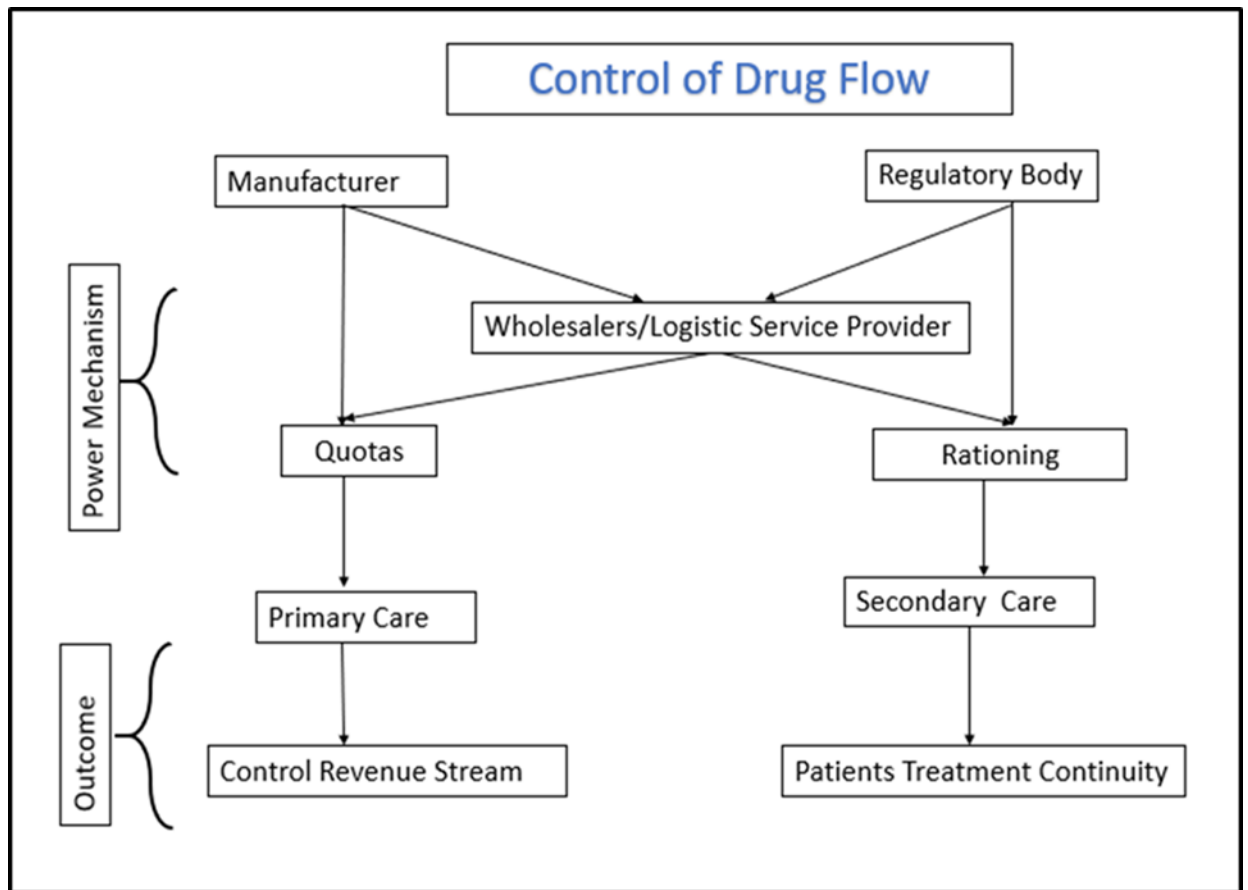 Control of Drug Flow
Manufacturer
Regulatory Body
Power Mechanism
Wholesalers/Logistic Service Provider
Quotas
Rationing
Primary Care
Secondary Care
Outcome
Control Revenue Stream
Patients Treatment Continuity